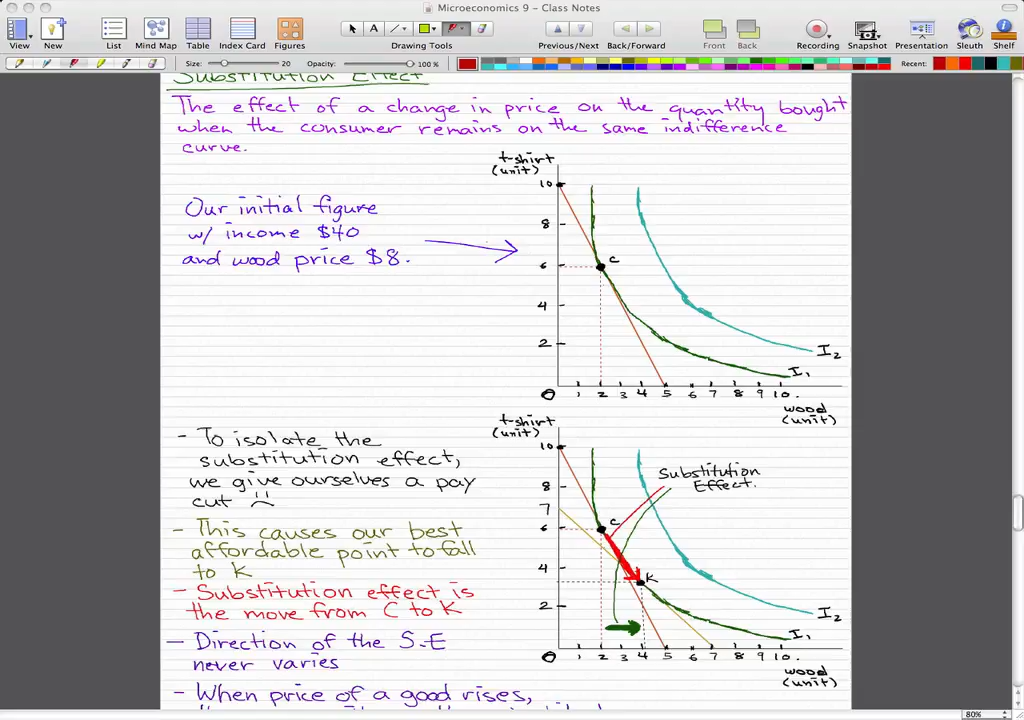 Microeconomics 9 - Class Notes
View
New
List
Mind Map
Table
Index Card
Figures
Drawing Tools
Previous/Next
Back/Forward
Front
Back
Recording
Snapshot
Presentation
Sleuth
Shelf
Size:
20
Opacity:
100 %
Recent:
Substitution Effect
The effect of a change in price on the quantity bought
when the consumer remains on the same indifference
curve.
Our initial figure
w/ income $40
and wood price $8.
t-shirt
(unit)
10
8
6
4
2
0 1 2 3 4 5 6 7 8 9 10.
C
I2
I1
wood
(unit)
- To isolate the
substitution effect,
we give ourselves a pay
cut
- This causes our best
affordable point to fall
to K
- Substitution effect is
the move from C to K
- Direction of the S.E
never varies
- When price of a good rises,
t-shirt
(unit)
10
8
7
6
4
2
0 1 2 3 4 5 6 7 8 9 10.
Substitution
Effect.
C
K
I2
I1
wood
(unit)
80%